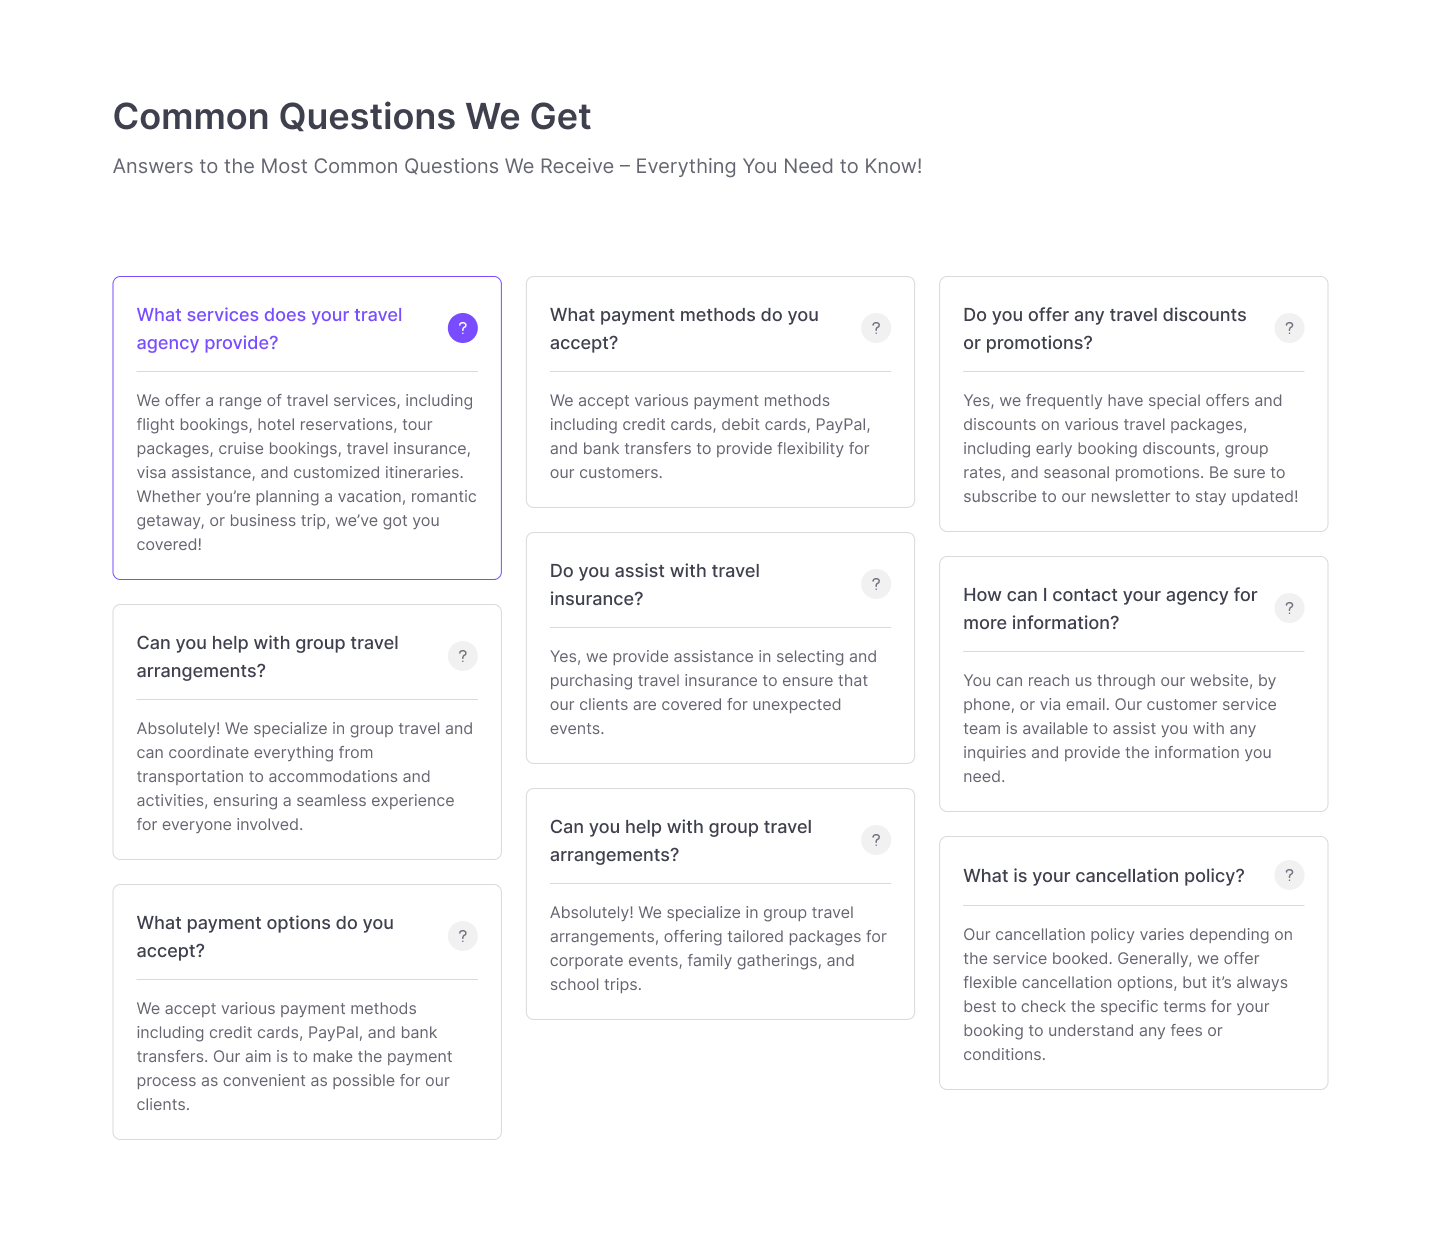 Common Questions We Get
Answers to the Most Common Questions We Receive – Everything You Need to Know!
What services does your travel
agency provide?
?
We offer a range of travel services, including
flight bookings, hotel reservations, tour
packages, cruise bookings, travel insurance,
visa assistance, and customized itineraries.
Whether you’re planning a vacation, romantic
getaway, or business trip, we’ve got you
covered!
Can you help with group travel
arrangements?
?
Absolutely! We specialize in group travel and
can coordinate everything from
transportation to accommodations and
activities, ensuring a seamless experience
for everyone involved.
What payment options do you
accept?
?
We accept various payment methods
including credit cards, PayPal, and bank
transfers. Our aim is to make the payment
process as convenient as possible for our
clients.
What payment methods do you
accept?
?
We accept various payment methods
including credit cards, debit cards, PayPal,
and bank transfers to provide flexibility for
our customers.
Do you assist with travel
insurance?
?
Yes, we provide assistance in selecting and
purchasing travel insurance to ensure that
our clients are covered for unexpected
events.
Can you help with group travel
arrangements?
?
Absolutely! We specialize in group travel
arrangements, offering tailored packages for
corporate events, family gatherings, and
school trips.
Do you offer any travel discounts
or promotions?
?
Yes, we frequently have special offers and
discounts on various travel packages,
including early booking discounts, group
rates, and seasonal promotions. Be sure to
subscribe to our newsletter to stay updated!
How can I contact your agency for
more information?
?
You can reach us through our website, by
phone, or via email. Our customer service
team is available to assist you with any
inquiries and provide the information you
need.
What is your cancellation policy?
?
Our cancellation policy varies depending on
the service booked. Generally, we offer
flexible cancellation options, but it’s always
best to check the specific terms for your
booking to understand any fees or
conditions.